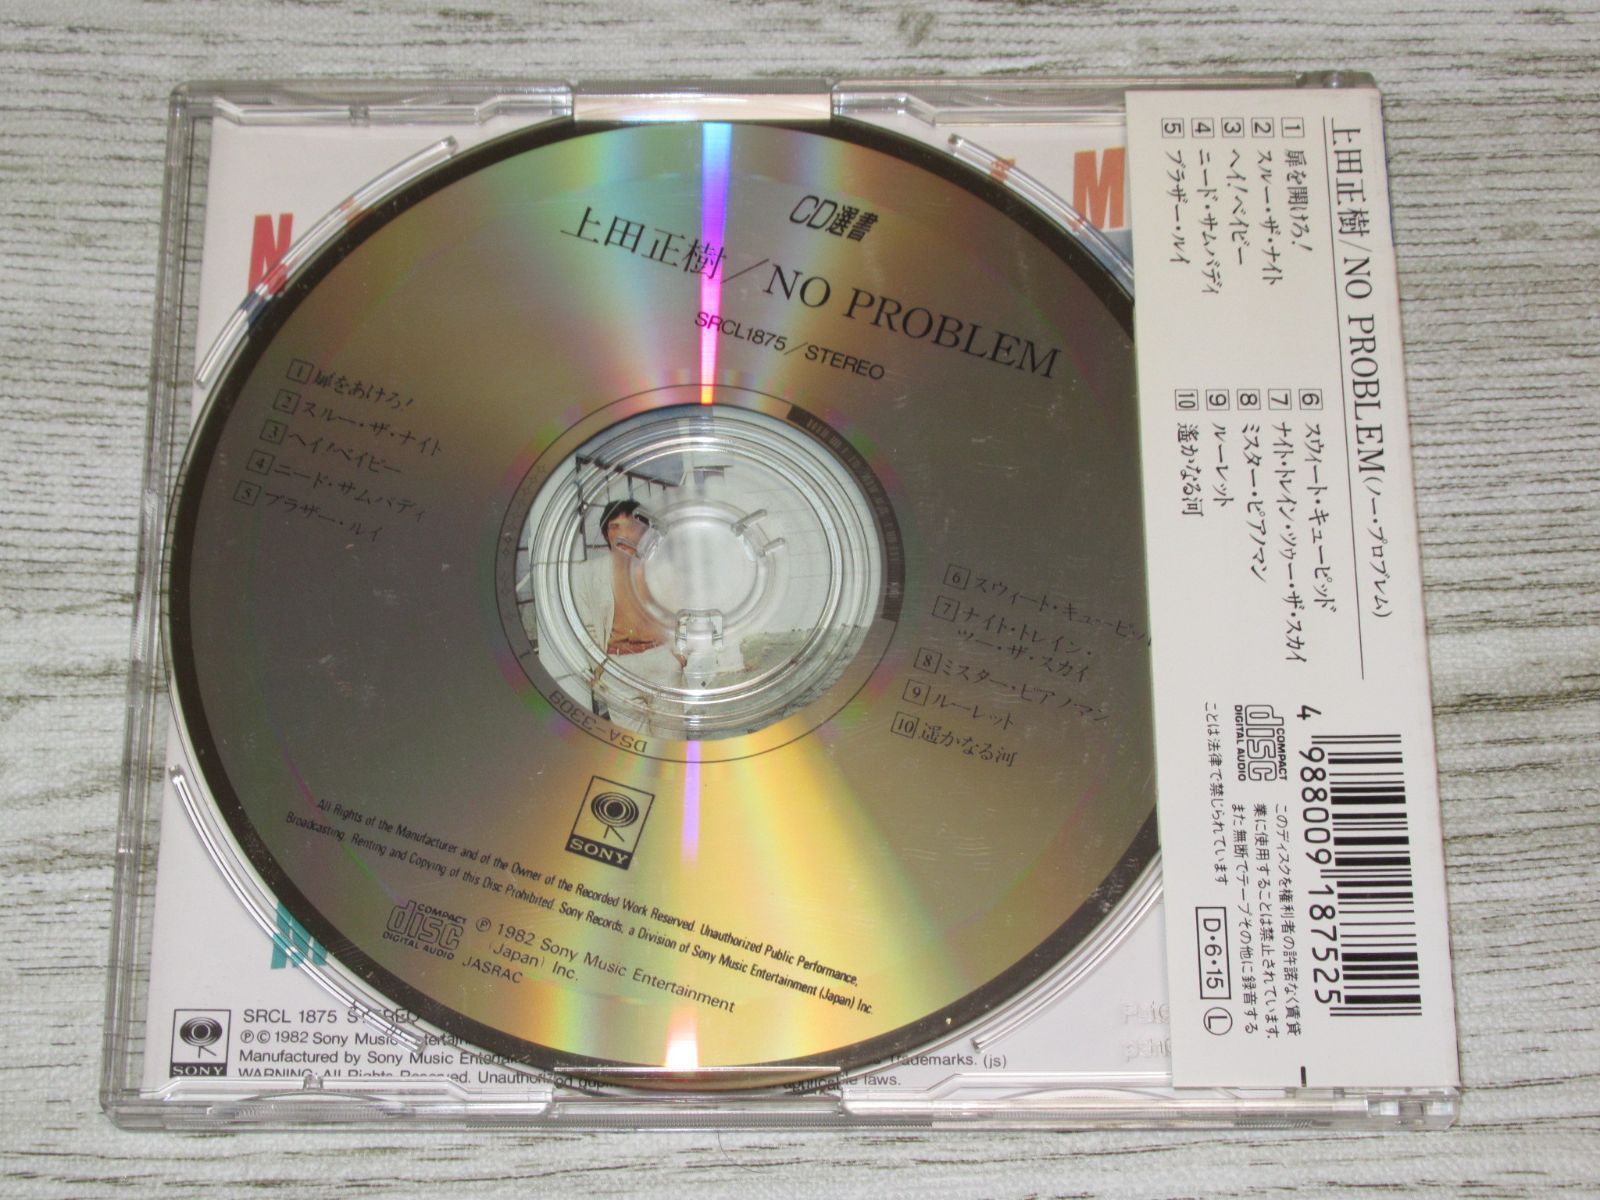 CD選書
上田正樹／NO PROBLEM
SRCL1875／STEREO
1 扉をあけろ!
2 スルー・ザ・ナイト
3 ヘイ!ベイビー
4 ニード・サムバディ
5 ブラザー・ルイ
6 スウィート・キューピッ
7 ナイト・トレイン・
ツー・ザ・スカイ
8 ミスター・ピアノマン
9 ルーレット
10 遥かなる河
DSA-3309
1
SONY
All Rights of the Manufacturer and of the Owner of the Recorded Work Reserved. Unauthorized Public Performance,
Broadcasting, Renting and Copying of this Disc Prohibited. Sony Records, a Division of Sony Music Entertainment (Japan) Inc.
COMPACT
disc
DIGITAL AUDIO
℗ 1982 Sony Music Entertainment
(Japan) Inc.
JASRAC
N
M
SONY
SRCL 1875 STEREO
℗© 1982 Sony Music
Manufactured by Sony Music
Trademarks. (js)
WARNING: All Rights Reserved. Unauthorized
applicable laws.
上田正樹/NO PROBLEM(ノー・プロブレム)
1 扉を開けろ!
2 スルー・ザ・ナイト
3 ヘイ!ベイビー
4 ニード・サムバディ
5 ブラザー・ルイ
6 スウィート・キューピッド
7 ナイト・トレイン・ツゥー・ザ・スカイ
8 ミスター・ピアノマン
9 ルーレット
10 遥かなる河
4 988009 187525
COMPACT
disc
DIGITAL AUDIO
このディスクを権利者の許諾なく賃貸
業に使用することは禁止されています.
また無断でテープその他に録音する
ことは法律で禁じられています
D・6・15
L